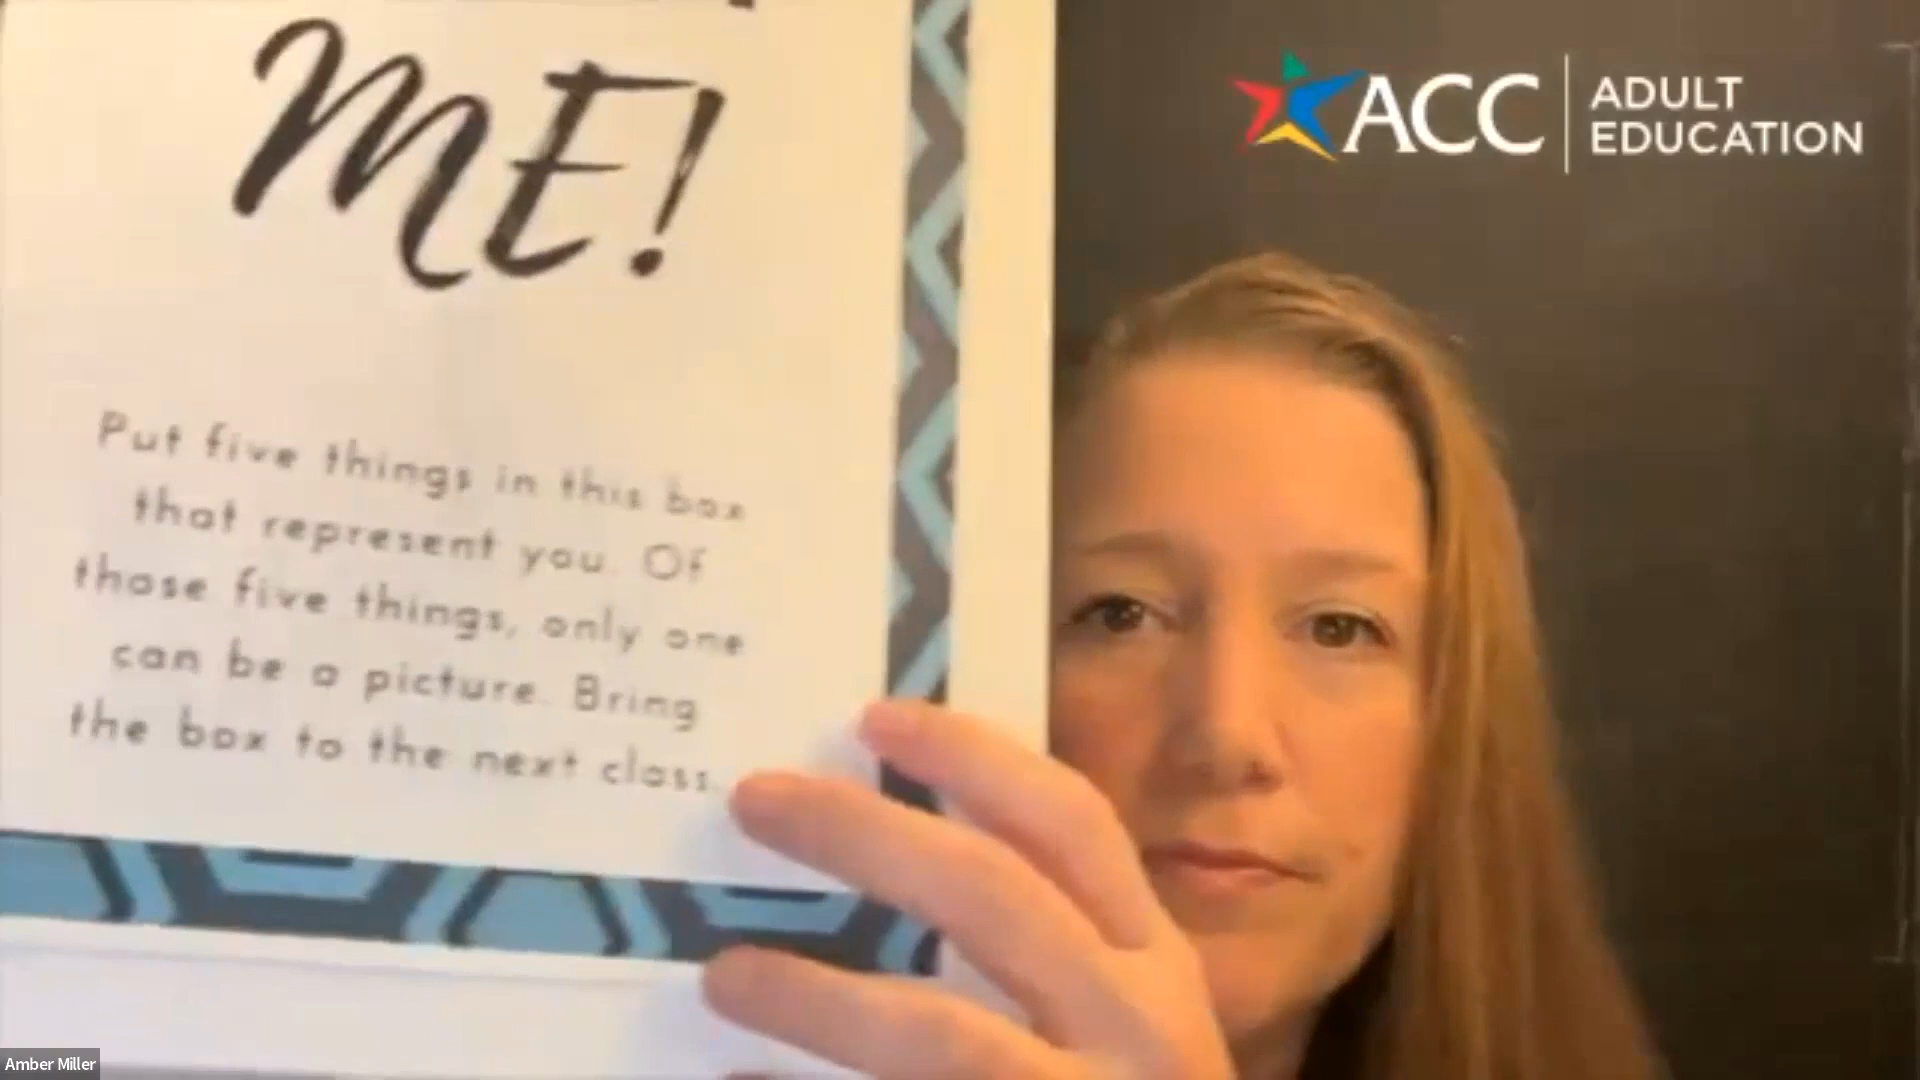 ME!
Put five things in this box
that represent you. Of
those five things, only one
can be a picture. Bring
the box to the next class.
ACC
ADULT
EDUCATION
Amber Miller